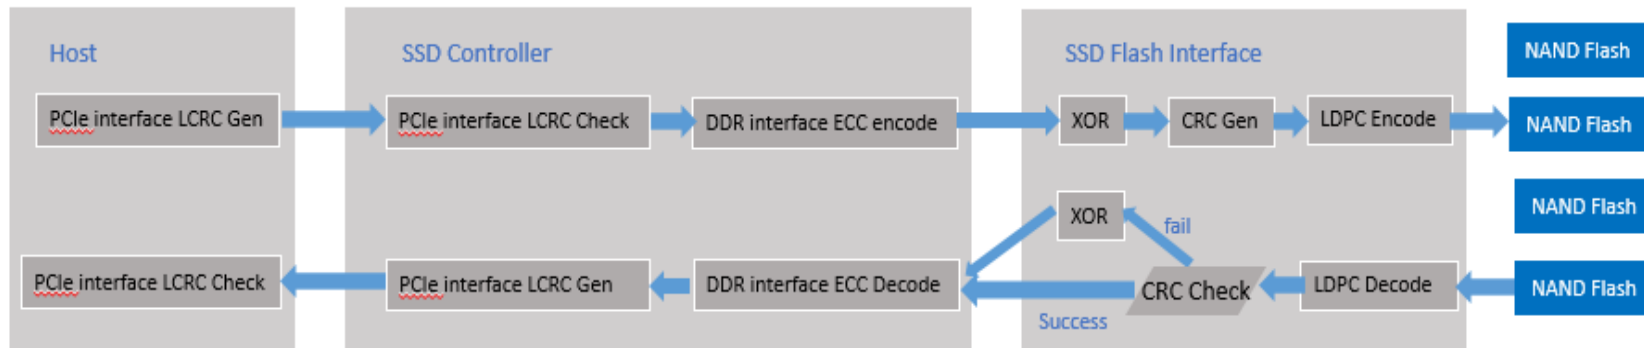 Host
SSD Controller
SSD Flash Interface
NAND Flash
PCIe interface LCRC Gen
PCIe interface LCRC Check
DDR interface ECC encode
XOR
CRC Gen
LDPC Encode
NAND Flash
XOR
fail
NAND Flash
PCIe interface LCRC Check
PCIe interface LCRC Gen
DDR interface ECC Decode
CRC Check
LDPC Decode
NAND Flash
Success